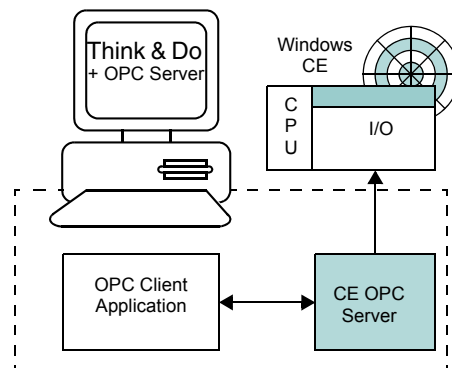 Think & Do
+ OPC Server
Windows
CE
C
P
U
I/O
OPC Client
Application
CE OPC
Server